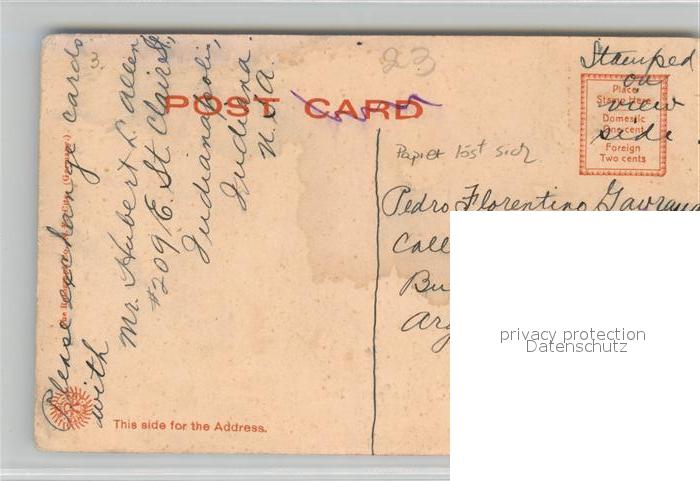 23
3
POST CARD
Stamped
on
view
side.
Place
Stamp Here
Domestic
One cent
Foreign
Two cents
Papier löst sich
Pedro Florentino
Call
Bu
Arg
Please exchange cards
with
Mr. Hubert L. Allen,
#209 E. St. Clair St.,
Indianapolis,
Indiana.
U.S.A.
This side for the Address.
privacy protection
Datenschutz